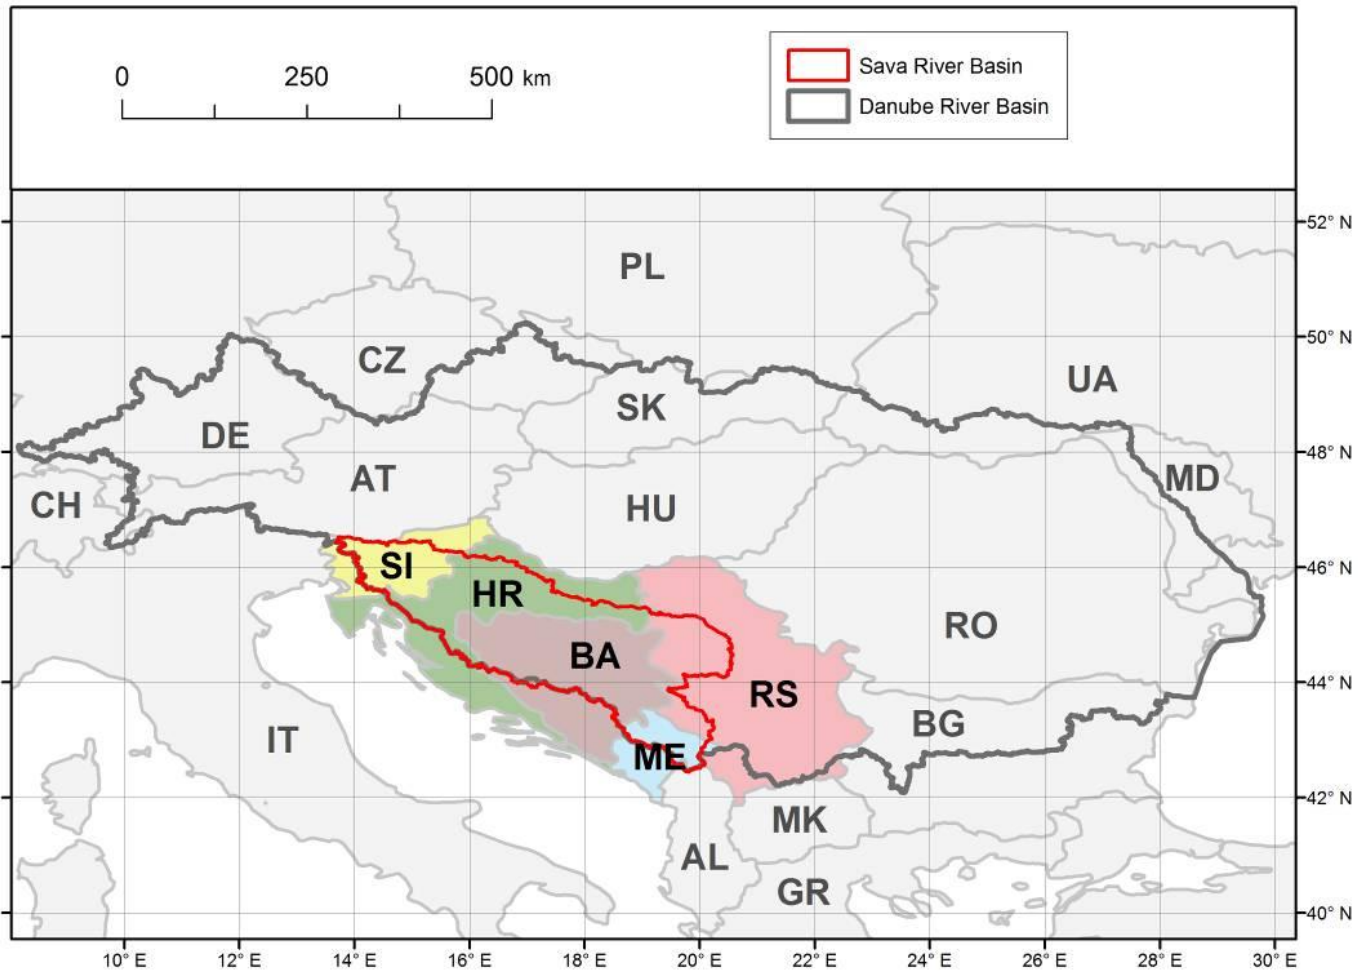 0 250 500 km
Sava River Basin
Danube River Basin
52° N
PL
50° N
CZ
UA
SK
DE
48° N
AT
MD
CH
HU
46° N
SI
HR
RO
BA
44° N
RS
BG
IT
ME
42° N
MK
AL
GR
40° N
10° E 12° E 14° E 16° E 18° E 20° E 22° E 24° E 26° E 28° E 30° E